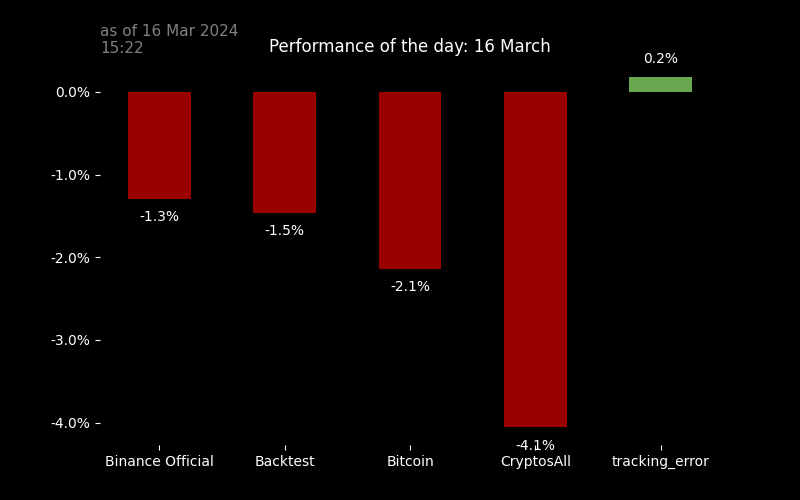 as of 16 Mar 2024
15:22
Performance of the day: 16 March
0.2%
0.0%
-1.0%
-1.3%
-1.5%
-2.0%
-2.1%
-3.0%
-4.0%
-4.1%
Binance Official
Backtest
Bitcoin
CryptosAll
tracking_error